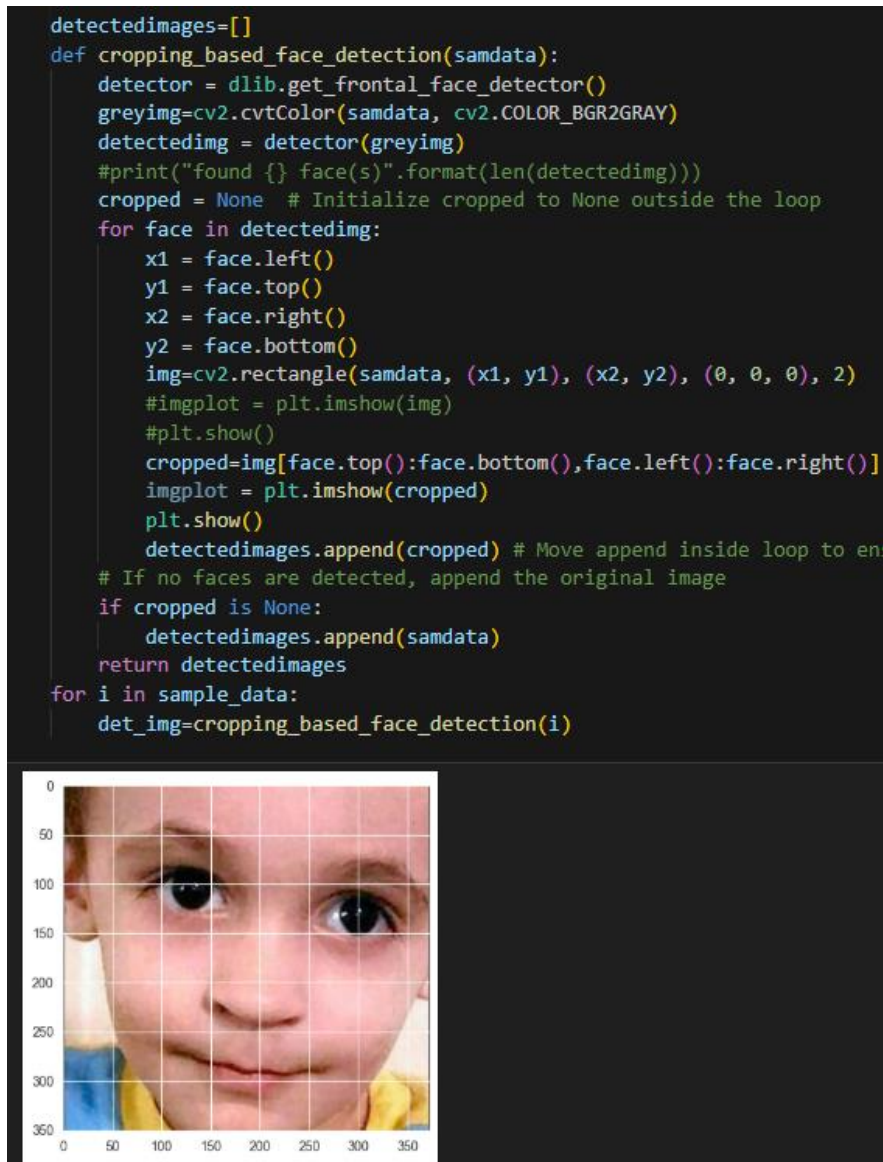 detectedimages=[]
def cropping_based_face_detection(samdata):
    detector = dlib.get_frontal_face_detector()
    greyimg=cv2.cvtColor(samdata, cv2.COLOR_BGR2GRAY)
    detectedimg = detector(greyimg)
    #print("found {} face(s)".format(len(detectedimg)))
    cropped = None  # Initialize cropped to None outside the loop
    for face in detectedimg:
        x1 = face.left()
        y1 = face.top()
        x2 = face.right()
        y2 = face.bottom()
        img=cv2.rectangle(samdata, (x1, y1), (x2, y2), (0, 0, 0), 2)
        #imgplot = plt.imshow(img)
        #plt.show()
        cropped=img[face.top():face.bottom(),face.left():face.right()]
        imgplot = plt.imshow(cropped)
        plt.show()
        detectedimages.append(cropped) # Move append inside loop to en
    # If no faces are detected, append the original image
    if cropped is None:
        detectedimages.append(samdata)
    return detectedimages
for i in sample_data:
    det_img=cropping_based_face_detection(i)
0
50
100
150
200
250
300
350
0 50 100 150 200 250 300 350